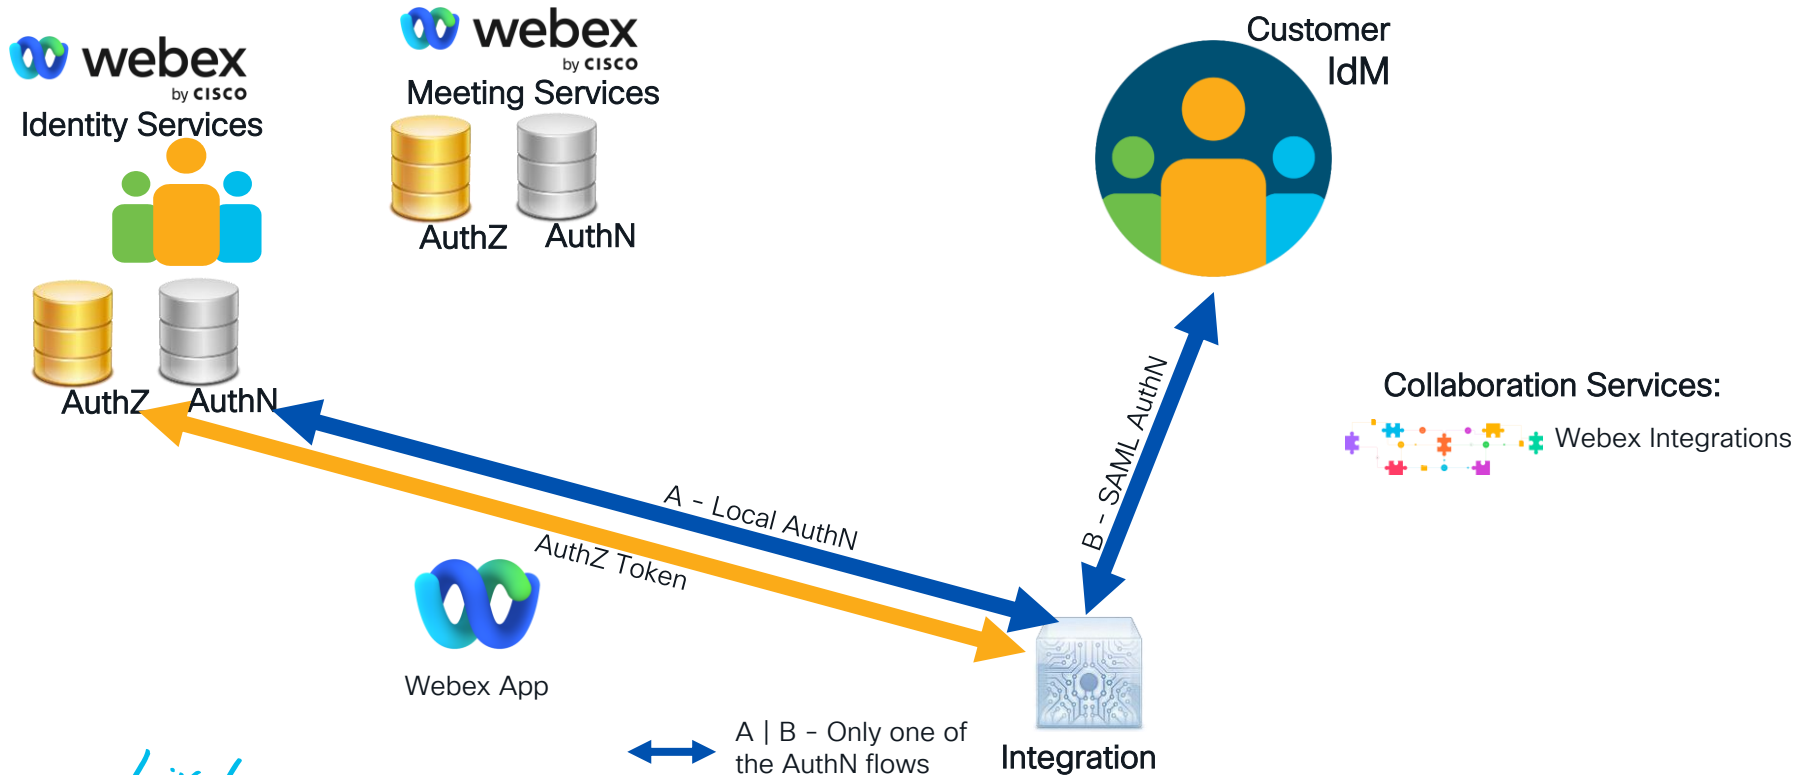 webex
by CISCO
Identity Services
AuthZ
AuthN
webex
by CISCO
Meeting Services
AuthZ
AuthN
Customer
IdM
Collaboration Services:
Webex Integrations
B - SAML AuthN
A - Local AuthN
AuthZ Token
Webex App
A | B - Only one of
the AuthN flows
Integration